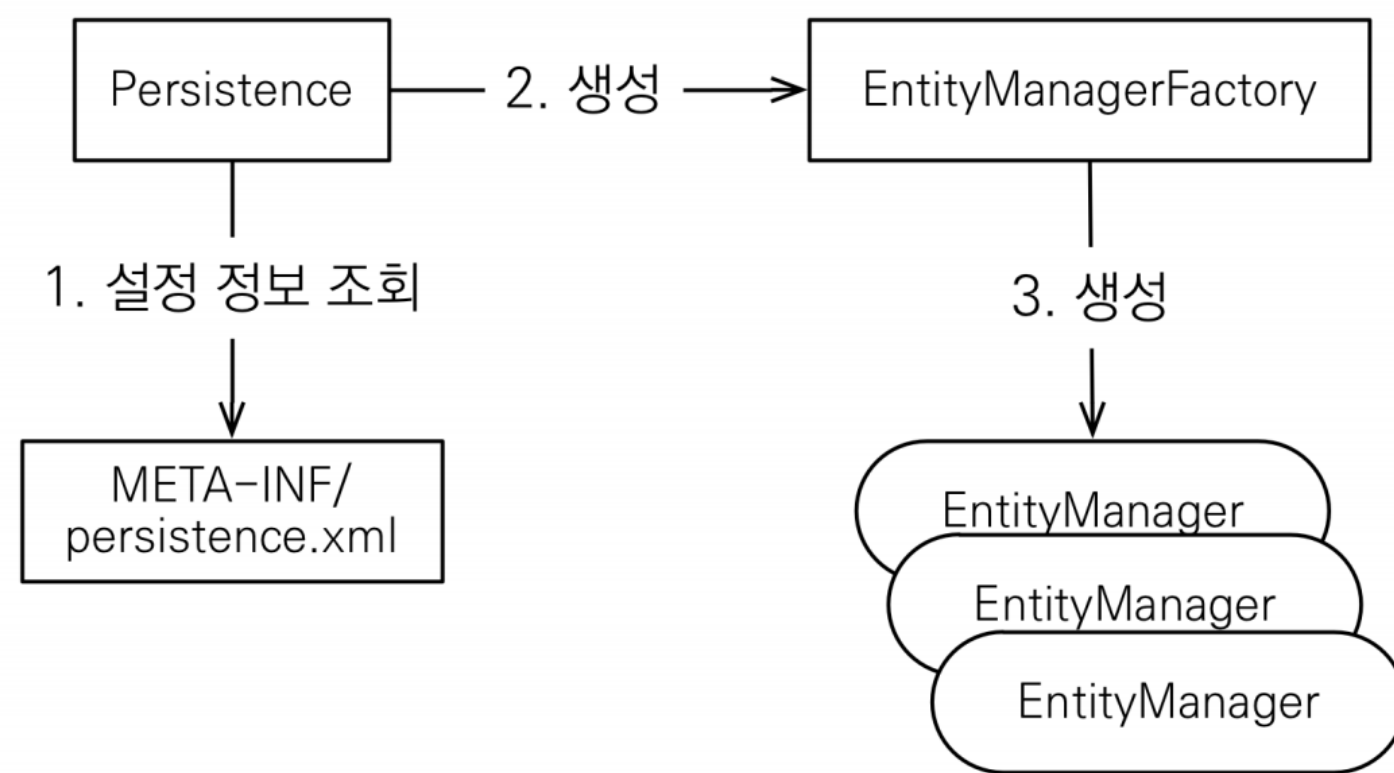 Persistence
2. 생성
EntityManagerFactory
1. 설정 정보 조회
3. 생성
META-INF/
persistence.xml
EntityManager
EntityManager
EntityManager